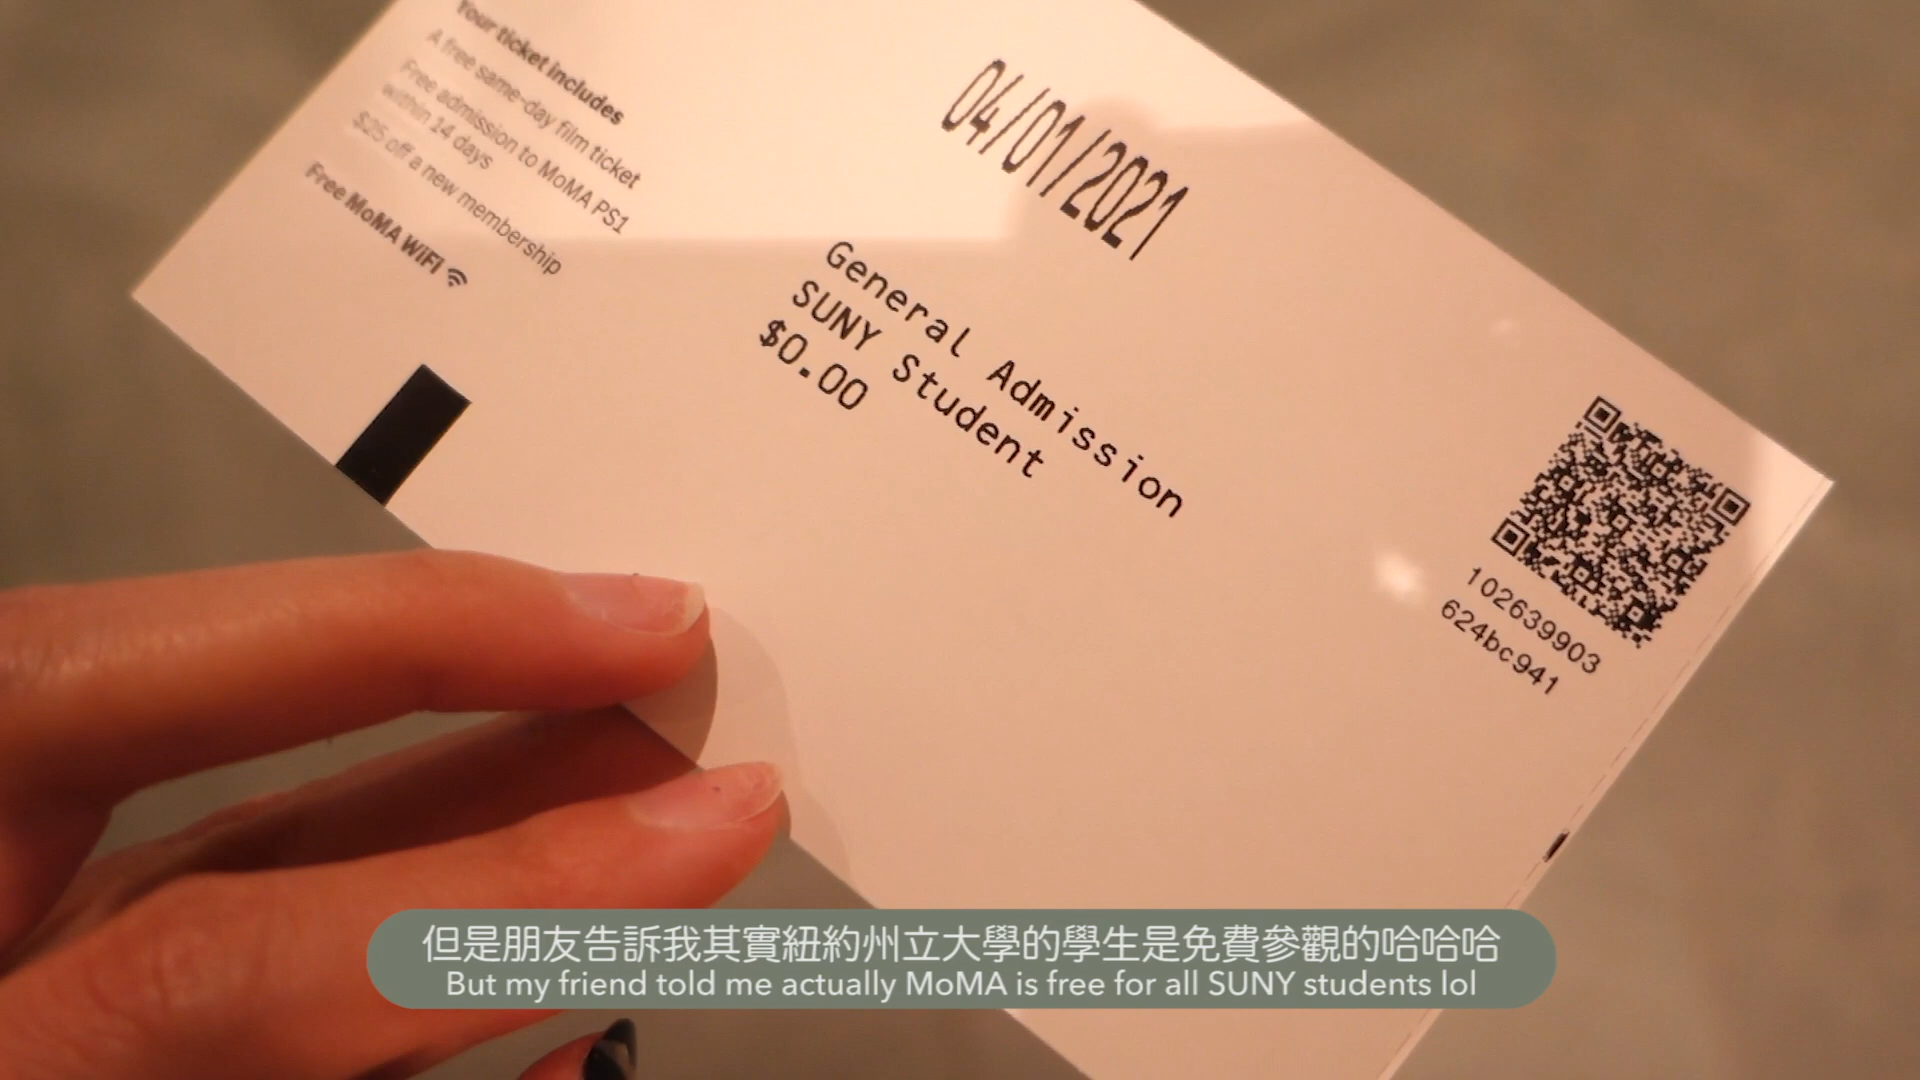 Your ticket includes
A free same-day film ticket
Free admission to MoMA PS1
within 14 days
$25 off a new membership
Free MoMA WiFi
04/01/2021
General Admission
SUNY Student
$0.00
102639903
624bc941
但是朋友告訴我其實紐約州立大學的學生是免費參觀的哈哈哈
But my friend told me actually MoMA is free for all SUNY students lol